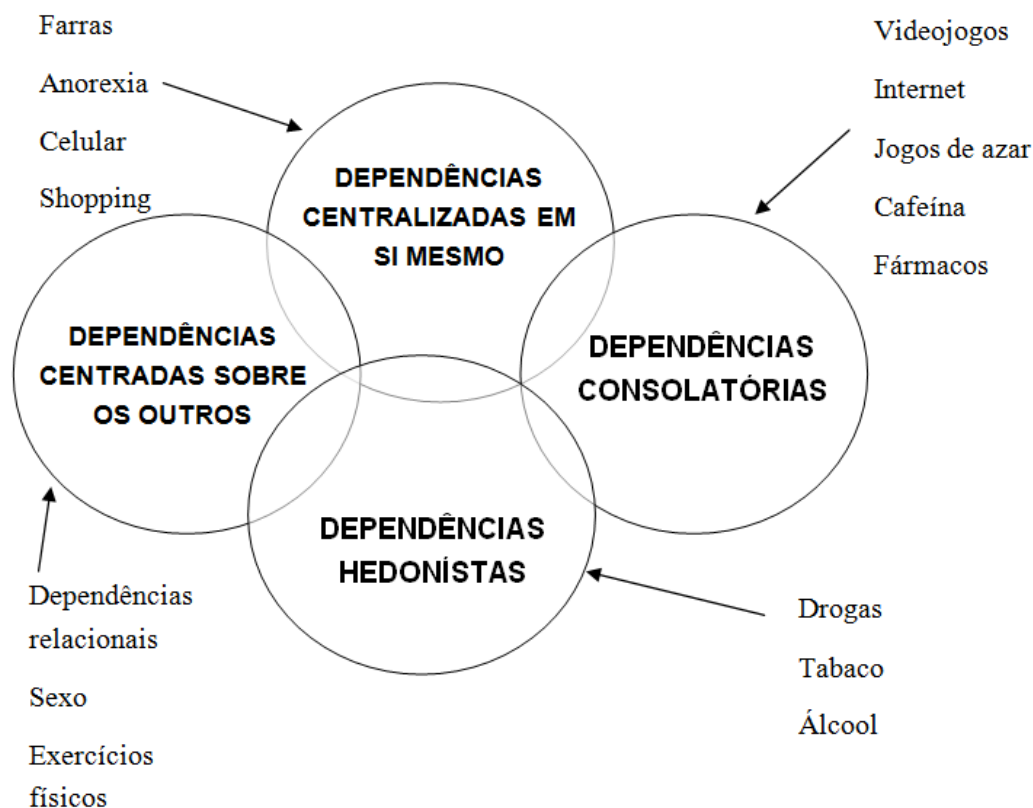 Farras
Anorexia
Celular
Shopping
Videojogos
Internet
Jogos de azar
Cafeína
Fármacos
DEPENDÊNCIAS
CENTRALIZADAS EM
SI MESMO
DEPENDÊNCIAS
CENTRADAS SOBRE
OS OUTROS
DEPENDÊNCIAS
CONSOLATÓRIAS
DEPENDÊNCIAS
HEDONÍSTAS
Dependências
relacionais
Sexo
Exercícios
físicos
Drogas
Tabaco
Álcool